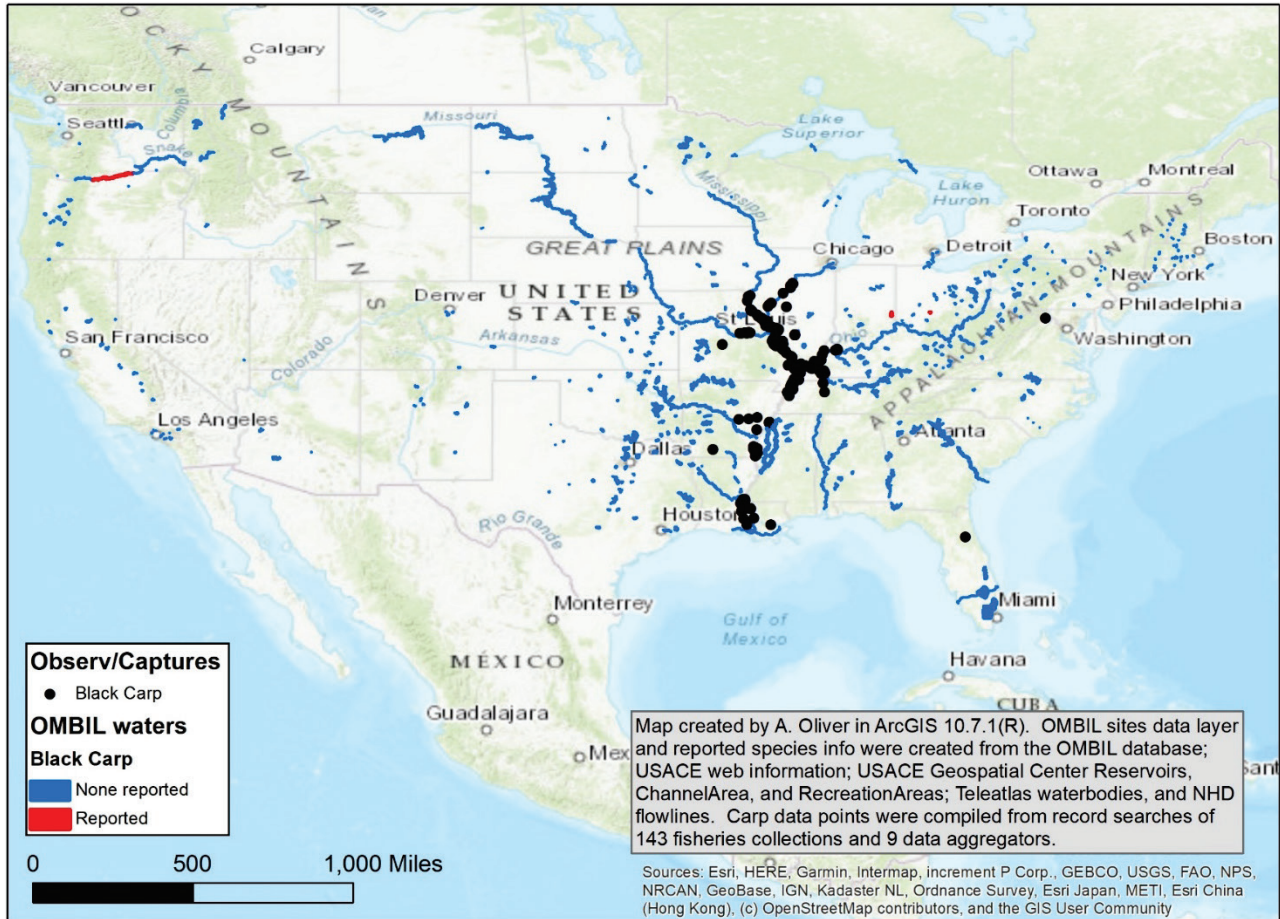 Calgary
ROCKY MOUNTAINS
Vancouver
Columbia
Seattle
Missouri
Snake
Lake
Superior
Mississippi
Ottawa
Montreal
Lake
Huron
Toronto
GREAT PLAINS
Chicago
Detroit
Boston
New York
Philadelphia
APPALACHIAN MOUNTAINS
Denver
UNITED
STATES
St Louis
Ohio
Washington
San Francisco
Colorado
Arkansas
Los Angeles
Atlanta
Dallas
Houston
Rio Grande
Monterrey
Gulf of
Mexico
Miami
MÉXICO
Havana
CUBA
Guadalajara
Mex
Sant
Observ/Captures
Black Carp
OMBIL waters
Black Carp
None reported
Reported
0 500 1,000 Miles
Map created by A. Oliver in ArcGIS 10.7.1(R). OMBIL sites data layer
and reported species info were created from the OMBIL database;
USACE web information; USACE Geospatial Center Reservoirs,
ChannelArea, and RecreationAreas; Teleatlas waterbodies, and NHD
flowlines. Carp data points were compiled from record searches of
143 fisheries collections and 9 data aggregators.
Sources: Esri, HERE, Garmin, Intermap, increment P Corp., GEBCO, USGS, FAO, NPS,
NRCAN, GeoBase, IGN, Kadaster NL, Ordnance Survey, Esri Japan, METI, Esri China
(Hong Kong), (c) OpenStreetMap contributors, and the GIS User Community